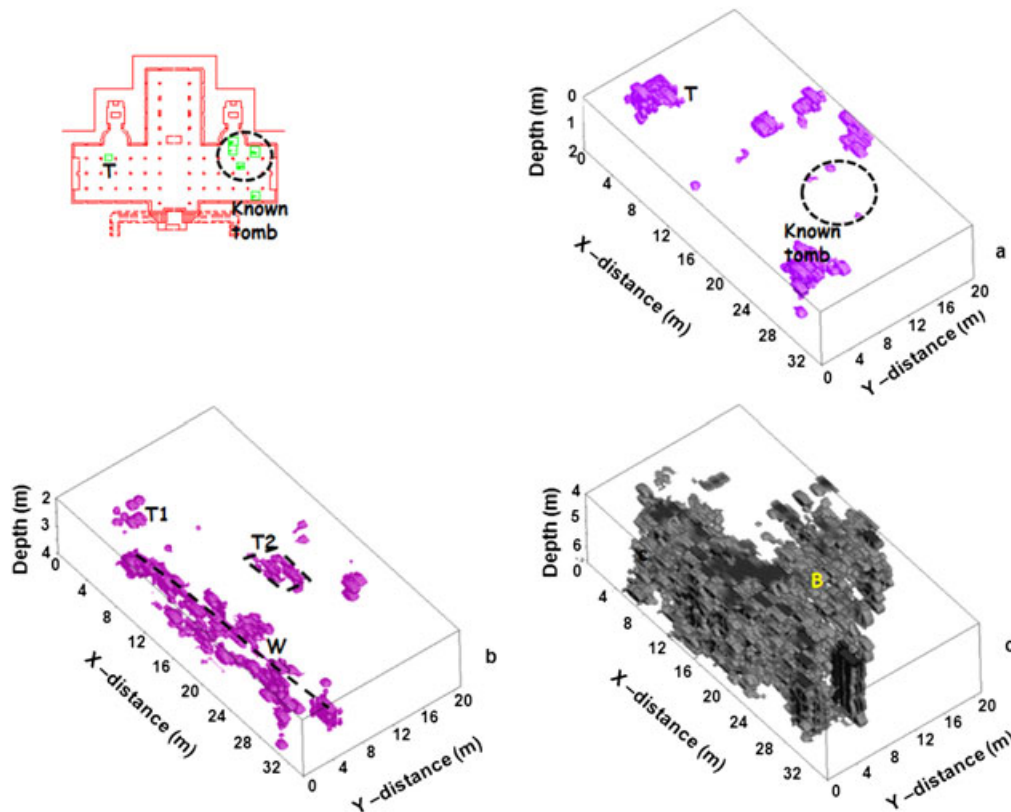 T
Known
tomb
Depth (m)
0
1
2
T
Known
tomb
a
0
4
8
12
16
20
24
28
32
X –distance (m)
0
4
8
12
16
20
Y –distance (m)
Depth (m)
2
3
4
T1
T2
W
b
0
4
8
12
16
20
24
28
32
X –distance (m)
0
4
8
12
16
20
Y –distance (m)
Depth (m)
4
5
6
B
c
0
4
8
12
16
20
24
28
32
X –distance (m)
0
4
8
12
16
20
Y –distance (m)